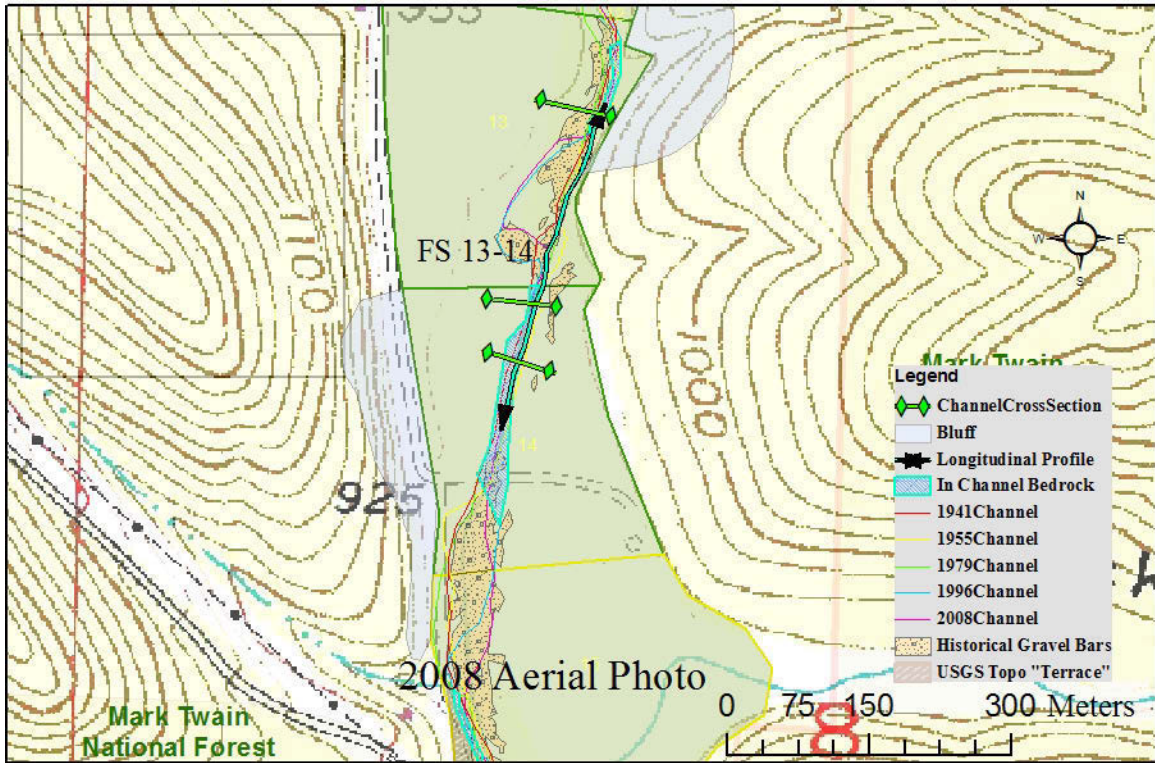 955
13
1100
FS 13-14
N
W E
S
1000
Mark Twain
Legend
ChannelCrossSection
Bluff
Longitudinal Profile
In Channel Bedrock
1941Channel
1955Channel
1979Channel
1996Channel
2008Channel
Historical Gravel Bars
USGS Topo "Terrace"
14
925
2008 Aerial Photo
0 75 150 300 Meters
Mark Twain
National Forest